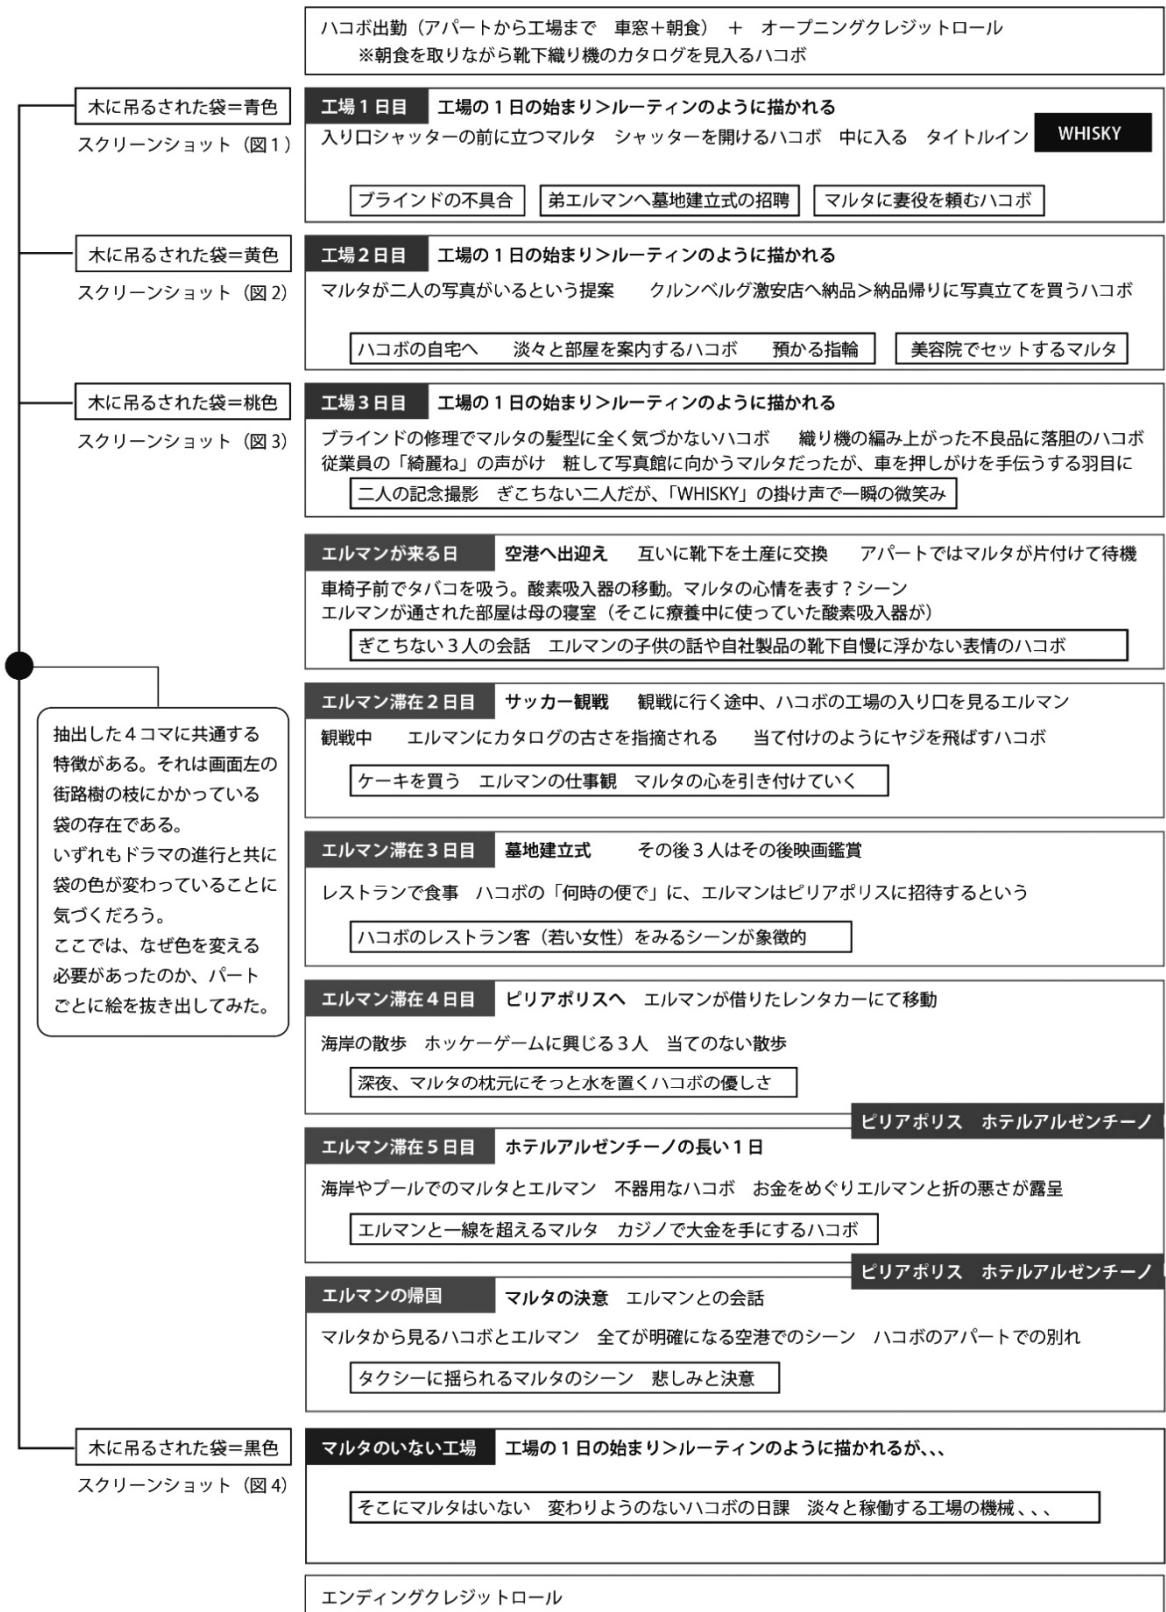 ハコボ出勤（アパートから工場まで　車窓＋朝食）　＋　オープニングクレジットロール
※朝食を取りながら靴下織り機のカタログを見入るハコボ
木に吊るされた袋＝青色
スクリーンショット（図1）
工場１日目　工場の１日の始まり＞ルーティンのように描かれる
入り口シャッターの前に立つマルタ　シャッターを開けるハコボ　中に入る　タイトルイン　WHISKY
ブラインドの不具合　弟エルマンへ墓地建立式の招聘　マルタに妻役を頼むハコボ
木に吊るされた袋＝黄色
スクリーンショット（図2）
工場２日目　工場の１日の始まり＞ルーティンのように描かれる
マルタが二人の写真がいるという提案　クルンベルグ激安店へ納品＞納品帰りに写真立てを買うハコボ
ハコボの自宅へ　淡々と部屋を案内するハコボ　預かる指輪　美容院でセットするマルタ
木に吊るされた袋＝桃色
スクリーンショット（図3）
工場３日目　工場の１日の始まり＞ルーティンのように描かれる
ブラインドの修理でマルタの髪型に全く気づかないハコボ　織り機の編み上がった不良品に落胆のハコボ
従業員の「綺麗ね」の声がけ　粧して写真館に向かうマルタだったが、車を押しがけを手伝うする羽目に
二人の記念撮影　ぎこちない二人だが、「WHISKY」の掛け声で一瞬の微笑み
エルマンが来る日　空港へ出迎え　互いに靴下を土産に交換　アパートではマルタが片付けて待機
車椅子前でタバコを吸う。酸素吸入器の移動。マルタの心情を表す？シーン
エルマンが通された部屋は母の寝室（そこに療養中に使っていた酸素吸入器が）
ぎこちない３人の会話　エルマンの子供の話や自社製品の靴下自慢に浮かない表情のハコボ
抽出した４コマに共通する
特徴がある。それは画面左の
街路樹の枝にかかっている
袋の存在である。
いずれもドラマの進行と共に
袋の色が変わっていることに
気づくだろう。
ここでは、なぜ色を変える
必要があったのか、パート
ごとに絵を抜き出してみた。
エルマン滞在２日目　サッカー観戦　観戦に行く途中、ハコボの工場の入り口を見るエルマン
観戦中　エルマンにカタログの古さを指摘される　当て付けのようにヤジを飛ばすハコボ
ケーキを買う　エルマンの仕事観　マルタの心を引き付けていく
エルマン滞在３日目　墓地建立式　その後３人はその後映画鑑賞
レストランで食事　ハコボの「何時の便で」に、エルマンはピリアポリスに招待するという
ハコボのレストラン客（若い女性）をみるシーンが象徴的
エルマン滞在４日目　ピリアポリスへ　エルマンが借りたレンタカーにて移動
海岸の散歩　ホッケーゲームに興じる３人　当てのない散歩
深夜、マルタの枕元にそっと水を置くハコボの優しさ
ピリアポリス　ホテルアルゼンチーノ
エルマン滞在５日目　ホテルアルゼンチーノの長い１日
海岸やプールでのマルタとエルマン　不器用なハコボ　お金をめぐりエルマンと折の悪さが露呈
エルマンと一線を超えるマルタ　カジノで大金を手にするハコボ
ピリアポリス　ホテルアルゼンチーノ
エルマンの帰国　マルタの決意　エルマンとの会話
マルタから見るハコボとエルマン　全てが明確になる空港でのシーン　ハコボのアパートでの別れ
タクシーに揺られるマルタのシーン　悲しみと決意
木に吊るされた袋＝黒色
スクリーンショット（図4）
マルタのいない工場　工場の１日の始まり＞ルーティンのように描かれるが、、、
そこにマルタはいない　変わりようのないハコボの日課　淡々と稼働する工場の機械、、、
エンディングクレジットロール